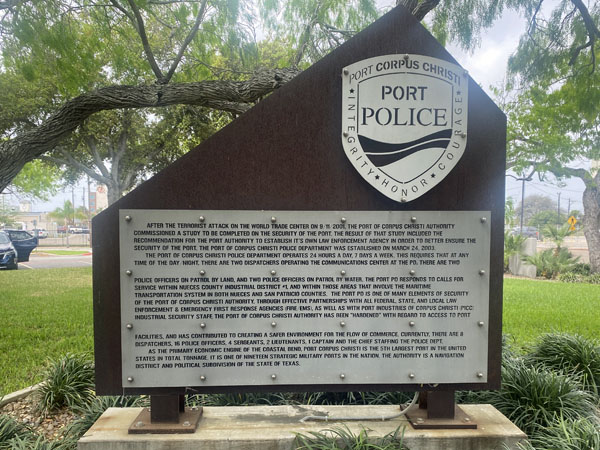 PORT CORPUS CHRISTI
PORT
POLICE
INTEGRITY • HONOR • COURAGE
AFTER THE TERRORIST ATTACK ON THE WORLD TRADE CENTER ON 9-11-2001, THE PORT OF CORPUS CHRISTI AUTHORITY
COMMISSIONED A STUDY TO BE COMPLETED ON THE SECURITY OF THE PORT. THE RESULT OF THAT STUDY INCLUDED THE
RECOMMENDATION FOR THE PORT AUTHORITY TO ESTABLISH IT'S OWN LAW ENFORCEMENT AGENCY IN ORDER TO BETTER ENSURE THE
SECURITY OF THE PORT. THE PORT OF CORPUS CHRISTI POLICE DEPARTMENT WAS ESTABLISHED ON MARCH 24, 2003.
THE PORT OF CORPUS CHRISTI POLICE DEPARTMENT OPERATES 24 HOURS A DAY, 7 DAYS A WEEK. THIS REQUIRES THAT AT ANY
TIME OF THE DAY NIGHT, THERE ARE TWO DISPATCHERS OPERATING THE COMMUNICATIONS CENTER AT THE PD. THERE ARE TWO
POLICE OFFICERS ON PATROL BY LAND, AND TWO POLICE OFFICERS ON PATROL BY WATER. THE PORT PD RESPONDS TO CALLS FOR
SERVICE WITHIN NUECES COUNTY INDUSTRIAL DISTRICT #1, AND WITHIN THOSE AREAS THAT INVOLVE THE MARITIME
TRANSPORTATION SYSTEM IN BOTH NUECES AND SAN PATRICIO COUNTIES. THE PORT PD IS ONE OF MANY ELEMENTS OF SECURITY
OF THE PORT OF CORPUS CHRISTI AUTHORITY. THROUGH EFFECTIVE PARTNERSHIPS WITH ALL FEDERAL, STATE, AND LOCAL LAW
ENFORCEMENT & EMERGENCY FIRST RESPONSE AGENCIES (FIRE/EMS), AS WELL AS WITH PORT INDUSTRIES OF CORPUS CHRISTI (PICC)
INDUSTRIAL SECURITY STAFF, THE PORT OF CORPUS CHRISTI AUTHORITY HAS BEEN "HARDENED" WITH REGARD TO ACCESS TO PORT
FACILITIES, AND HAS CONTRIBUTED TO CREATING A SAFER ENVIRONMENT FOR THE FLOW OF COMMERCE. CURRENTLY, THERE ARE 8
DISPATCHERS, 16 POLICE OFFICERS, 4 SERGEANTS, 2 LIEUTENANTS, 1 CAPTAIN AND THE CHIEF STAFFING THE POLICE DEPT.
AS THE PRIMARY ECONOMIC ENGINE OF THE COASTAL BEND, PORT CORPUS CHRISTI IS THE 5TH LARGEST PORT IN THE UNITED
STATES IN TOTAL TONNAGE. IT IS ONE OF NINETEEN STRATEGIC MILITARY PORTS IN THE NATION. THE AUTHORITY IS A NAVIGATION
DISTRICT AND POLITICAL SUBDIVISION OF THE STATE OF TEXAS.